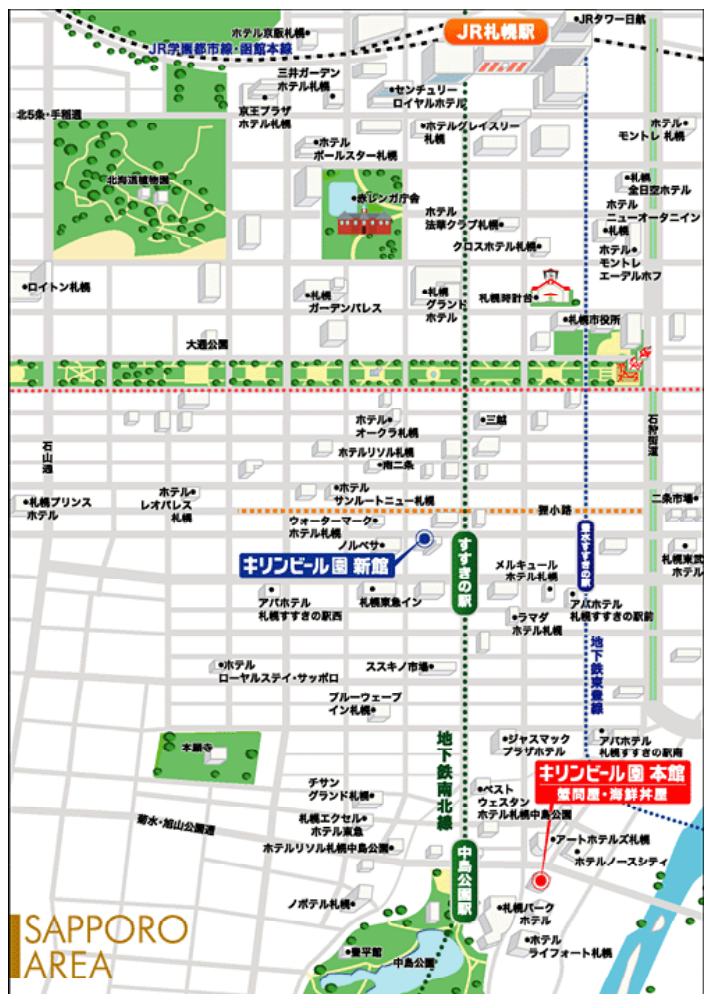 JRタワー日航
ホテル京阪札幌
JR札幌駅
JR学園都市線・函館本線
三井ガーデン
ホテル札幌
センチュリー
ロイヤルホテル
京王プラザ
ホテル札幌
北5条・手稲通
ホテルグレイスリー
札幌
ホテル
モントレ 札幌
ホテル
ポールスター札幌
北海道植物園
札幌
全日空ホテル
赤レンガ庁舎
ホテル
法華クラブ札幌
ホテル
ニューオータニイン
札幌
クロスホテル札幌
ホテル
モントレ
エーデルホフ
ロイトン札幌
札幌
ガーデンパレス
札幌
グランド
ホテル
札幌時計台
札幌市役所
大通公園
石山通
石狩街道
ホテル
オークラ札幌
三越
ホテルリソル札幌
南二条
札幌プリンス
ホテル
ホテル
レオパレス
札幌
ホテル
サンルートニュー札幌
狸小路
二条市場
ウォーターマーク
ホテル札幌
ノルベサ
キリンビール園 新館
すすきの駅
豊水すすきの駅
札幌東武
ホテル
メルキュール
ホテル札幌
アパホテル
札幌すすきの駅西
札幌東急イン
ラマダ
ホテル札幌
アパホテル
札幌すすきの駅前
地下鉄東豊線
ホテル
ローヤルステイ・サッポロ
ススキノ市場
ブルーウェーブ
イン札幌
本願寺
地下鉄南北線
ジャスマック
プラザホテル
アパホテル
札幌すすきの駅南
キリンビール園 本館
蟹問屋・海鮮丼屋
チサン
グランド札幌
ベスト
ウェスタン
ホテル札幌中島公園
菊水・旭山公園通
札幌エクセル
ホテル東急
ホテルリソル札幌中島公園
アートホテルズ札幌
ホテルノースシティ
中島公園駅
ノボテル札幌
札幌パーク
ホテル
豊平館
中島公園
ホテル
ライフォート札幌
SAPPORO
AREA